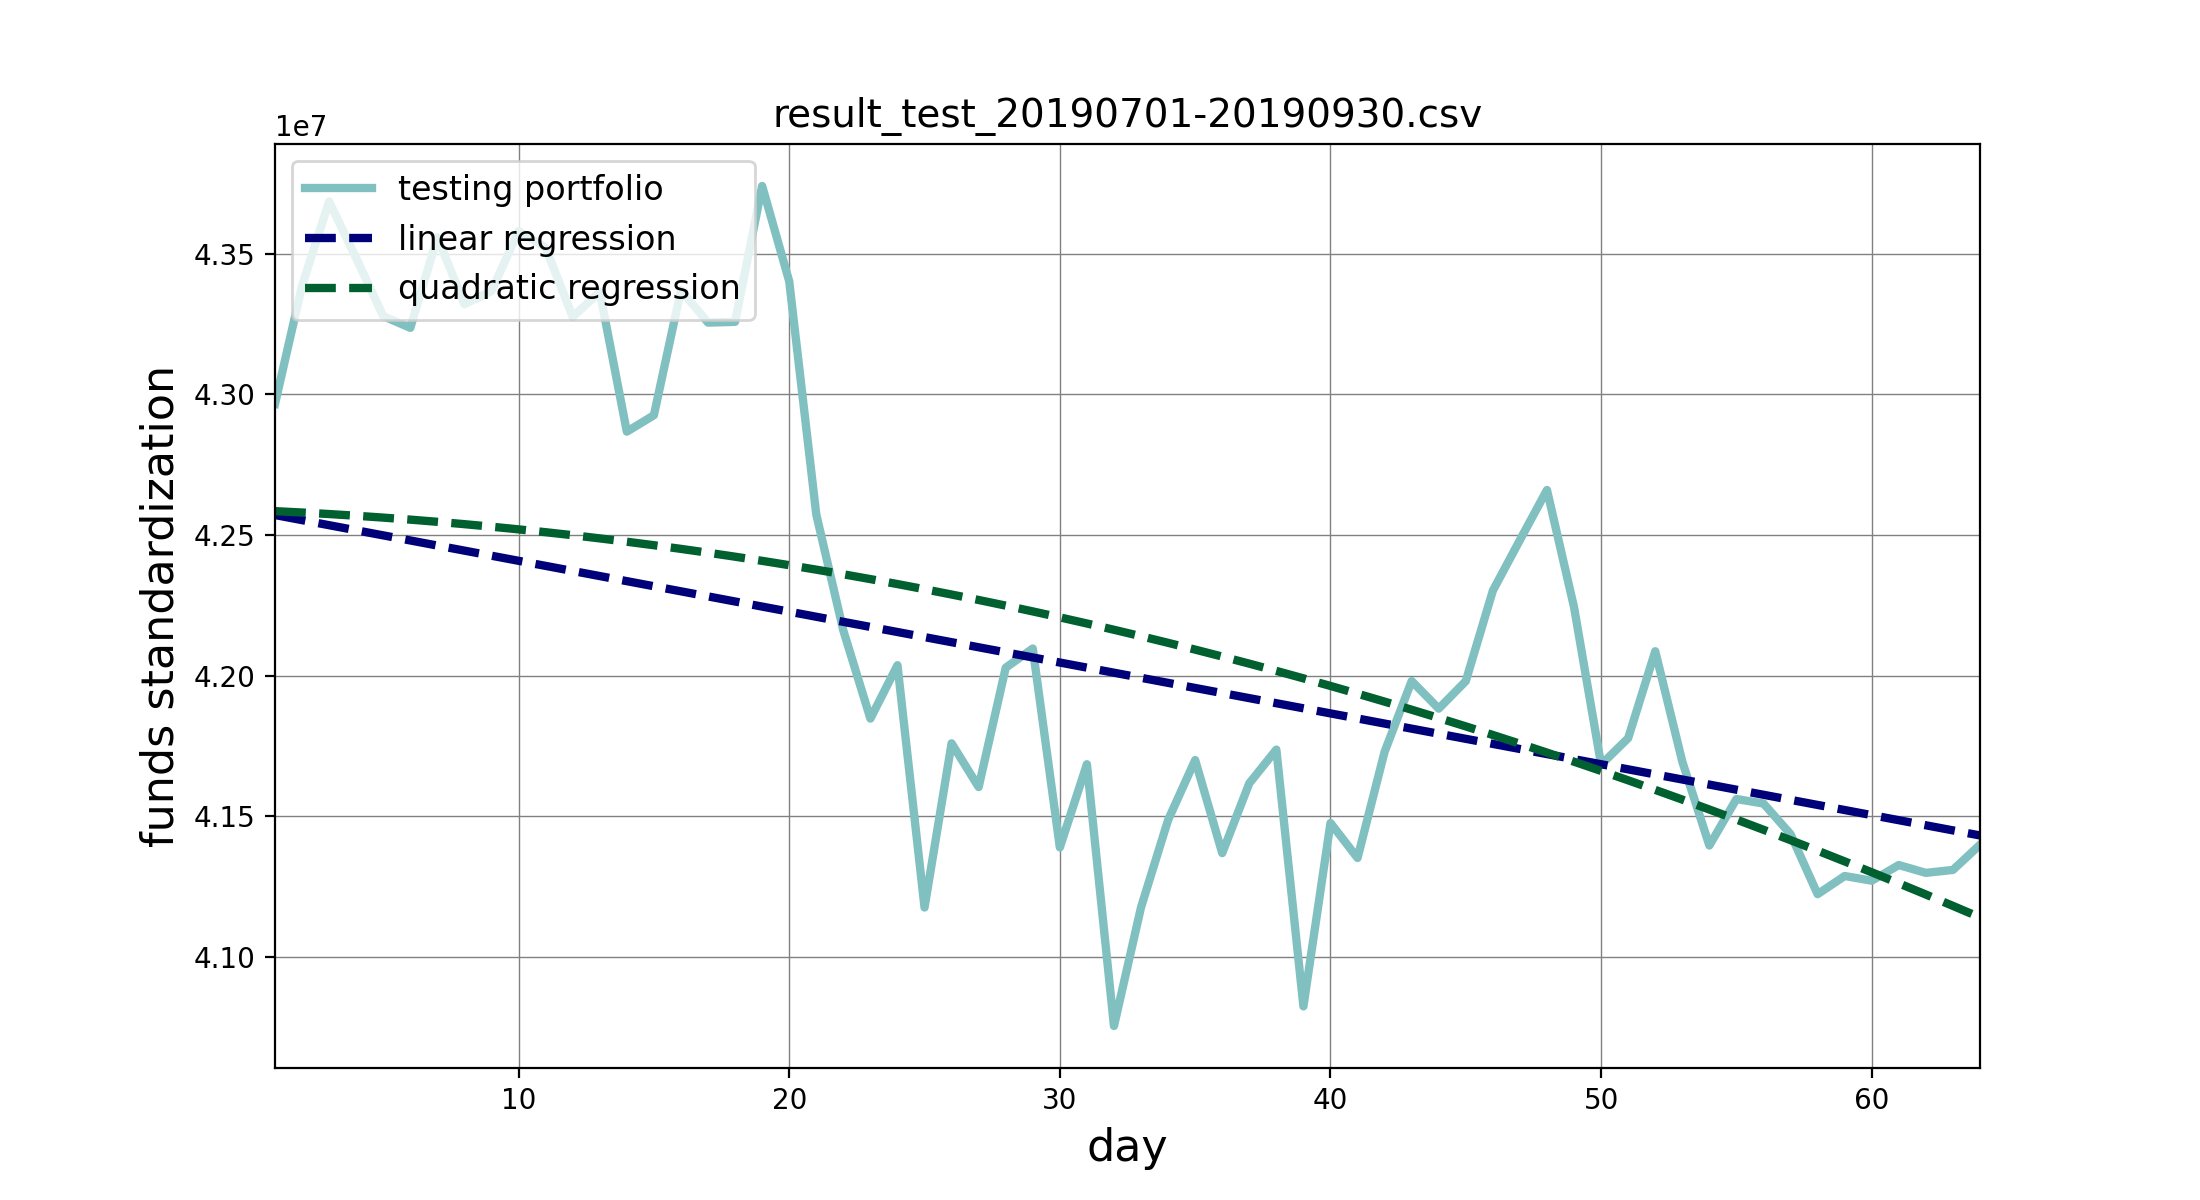 result_test_20190701-20190930.csv
1e7
testing portfolio
linear regression
quadratic regression
4.35
4.30
4.25
4.20
4.15
4.10
funds standardization
10 20 30 40 50 60
day